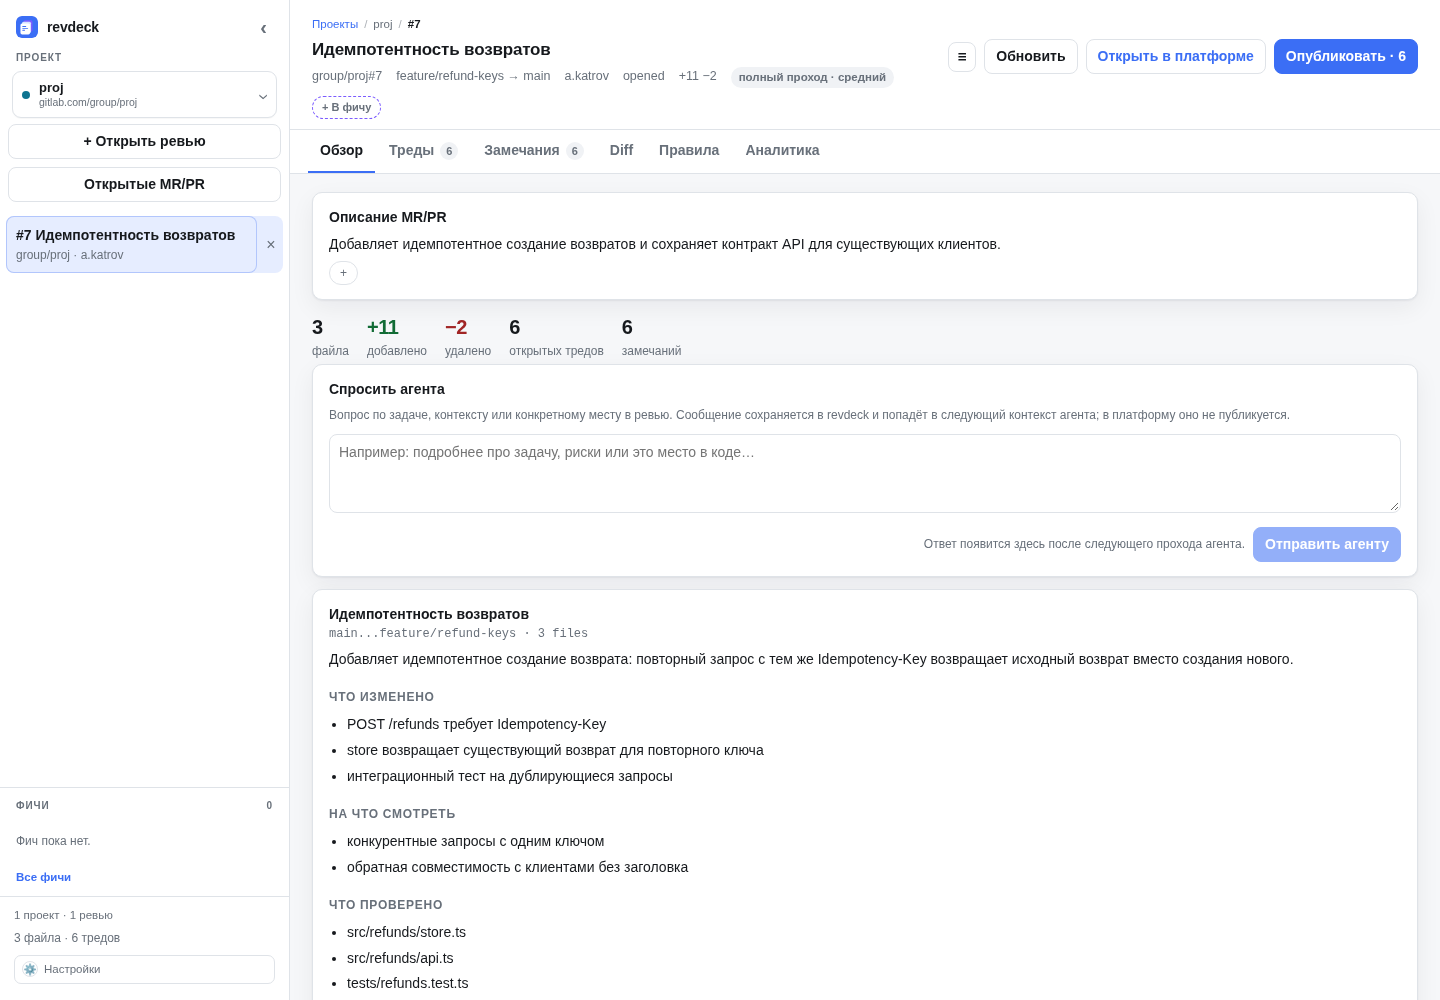 revdeck
‹
ПРОЕКТ
proj
gitlab.com/group/proj
+ Открыть ревью
Открытые MR/PR
#7 Идемпотентность возвратов
group/proj · a.katrov
×
ФИЧИ 0
Фич пока нет.
Все фичи
1 проект · 1 ревью
3 файла · 6 тредов
Настройки
Проекты / proj / #7
Идемпотентность возвратов
group/proj#7 feature/refund-keys → main a.katrov opened +11 −2 полный проход · средний
+ В фичу
≡ Обновить Открыть в платформе Опубликовать · 6
Обзор Треды 6 Замечания 6 Diff Правила Аналитика
Описание MR/PR
Добавляет идемпотентное создание возвратов и сохраняет контракт API для существующих клиентов.
+
3 +11 −2 6 6
файла добавлено удалено открытых тредов замечаний
Спросить агента
Вопрос по задаче, контексту или конкретному месту в ревью. Сообщение сохраняется в revdeck и попадёт в следующий контекст агента; в платформу оно не публикуется.
Например: подробнее про задачу, риски или это место в коде…
Ответ появится здесь после следующего прохода агента. Отправить агенту
Идемпотентность возвратов
main...feature/refund-keys · 3 files
Добавляет идемпотентное создание возврата: повторный запрос с тем же Idempotency-Key возвращает исходный возврат вместо создания нового.
ЧТО ИЗМЕНЕНО
• POST /refunds требует Idempotency-Key
• store возвращает существующий возврат для повторного ключа
• интеграционный тест на дублирующиеся запросы
НА ЧТО СМОТРЕТЬ
• конкурентные запросы с одним ключом
• обратная совместимость с клиентами без заголовка
ЧТО ПРОВЕРЕНО
• src/refunds/store.ts
• src/refunds/api.ts
• tests/refunds.test.ts